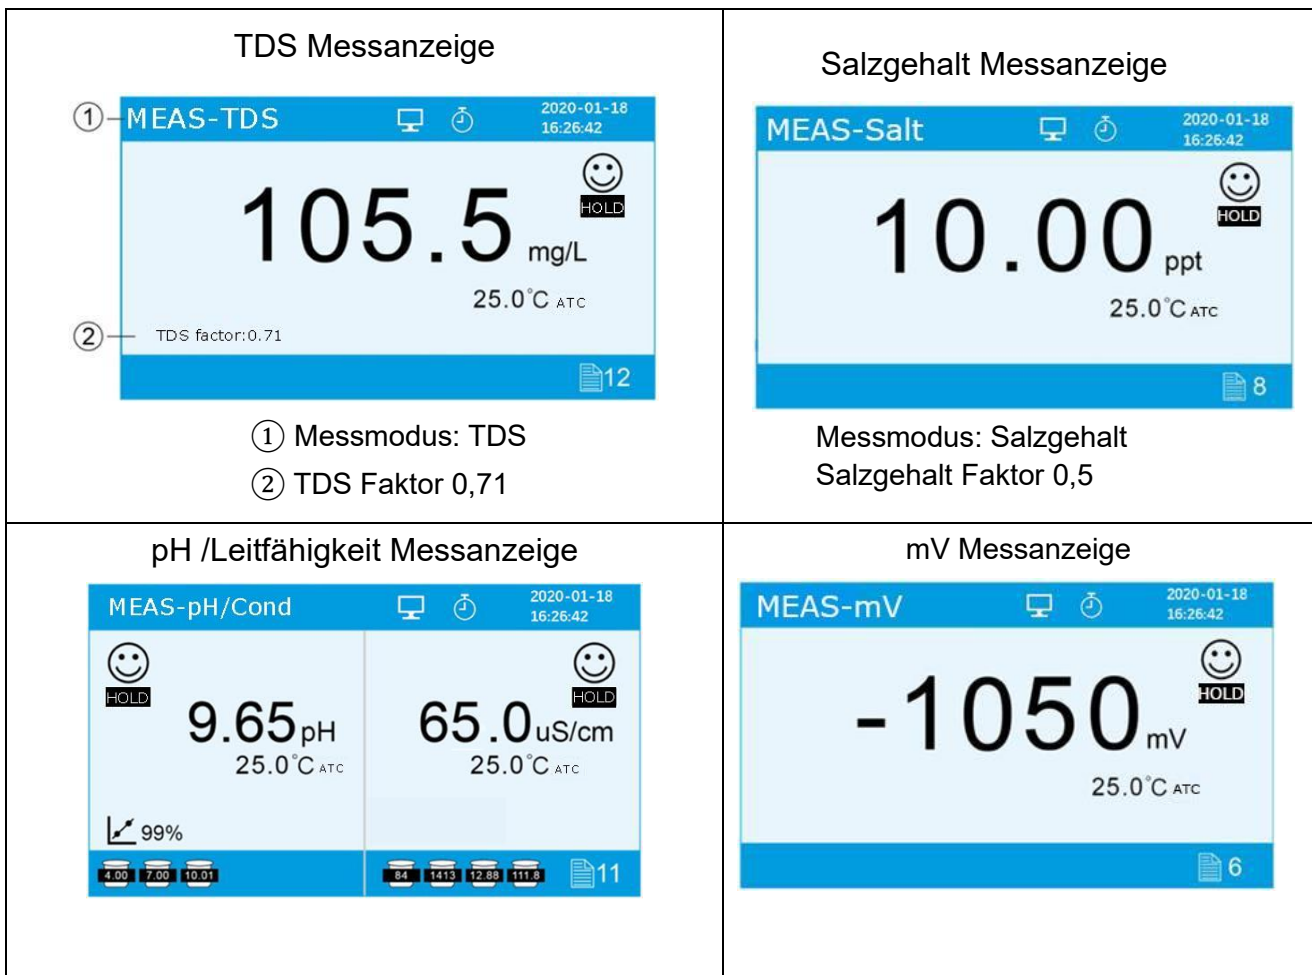 TDS Messanzeige
① MEAS-TDS 2020-01-18
16:26:42
HOLD
105.5 mg/L
25.0°C ATC
② TDS factor:0.71
12
① Messmodus: TDS
② TDS Faktor 0,71
Salzgehalt Messanzeige
MEAS-Salt 2020-01-18
16:26:42
HOLD
10.00 ppt
25.0°C ATC
8
Messmodus: Salzgehalt
Salzgehalt Faktor 0,5
pH /Leitfähigkeit Messanzeige
MEAS-pH/Cond 2020-01-18
16:26:42
HOLD HOLD
9.65 pH 65.0 uS/cm
25.0°C ATC 25.0°C ATC
99%
4.00 7.00 10.01 84 1413 12.88 111.8 11
mV Messanzeige
MEAS-mV 2020-01-18
16:26:42
HOLD
-1050 mV
25.0°C ATC
6